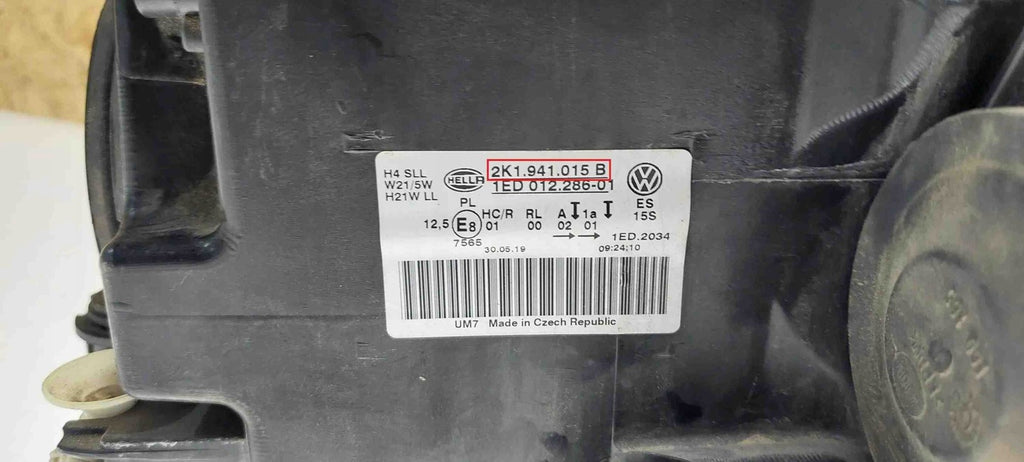 H4 SLL
W21/5W
H21W LL
HELLA
2K1.941.015 B
1ED 012.286-01
PL
ES
15S
HC/R RL A 1a
12,5 E8 01 00 02 01
7565
1ED.2034
30.05.19
09:24;10
UM7 Made in Czech Republic